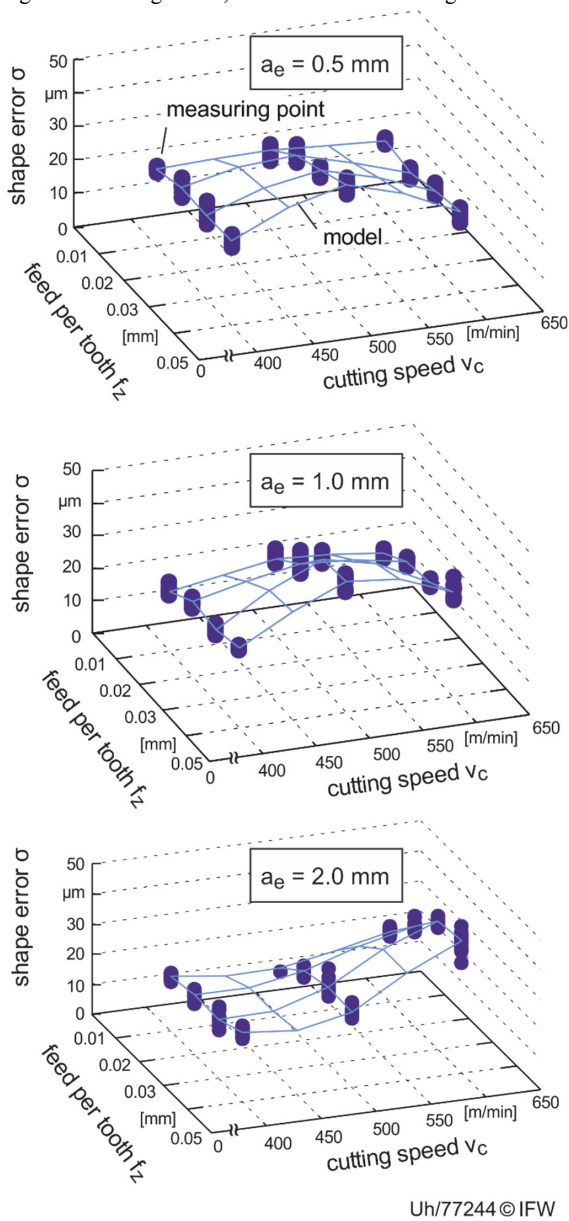 a_e = 0.5 mm
50
μm
30
20
10
0
shape error σ
measuring point
model
0.01
0.02
0.03
[mm]
0.05
feed per tooth f_z
0
400
450
500
550
[m/min]
650
cutting speed v_c
a_e = 1.0 mm
50
μm
30
20
10
0
shape error σ
0.01
0.02
0.03
[mm]
0.05
feed per tooth f_z
0
400
450
500
550
[m/min]
650
cutting speed v_c
a_e = 2.0 mm
50
μm
30
20
10
0
shape error σ
0.01
0.02
0.03
[mm]
0.05
feed per tooth f_z
0
400
450
500
550
[m/min]
650
cutting speed v_c
Uh/77244 © IFW